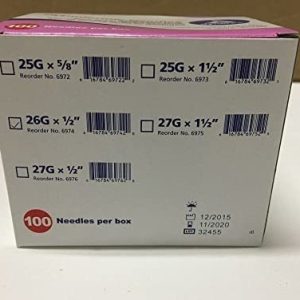 25G x 5/8"
Reorder No. 6972
25G x 1½"
Reorder No. 6973
26G x ½"
Reorder No. 6974
27G x 1½"
Reorder No. 6975
27G x ½"
Reorder No. 6976
100 Needles per box
12/2015
11/2020
32455